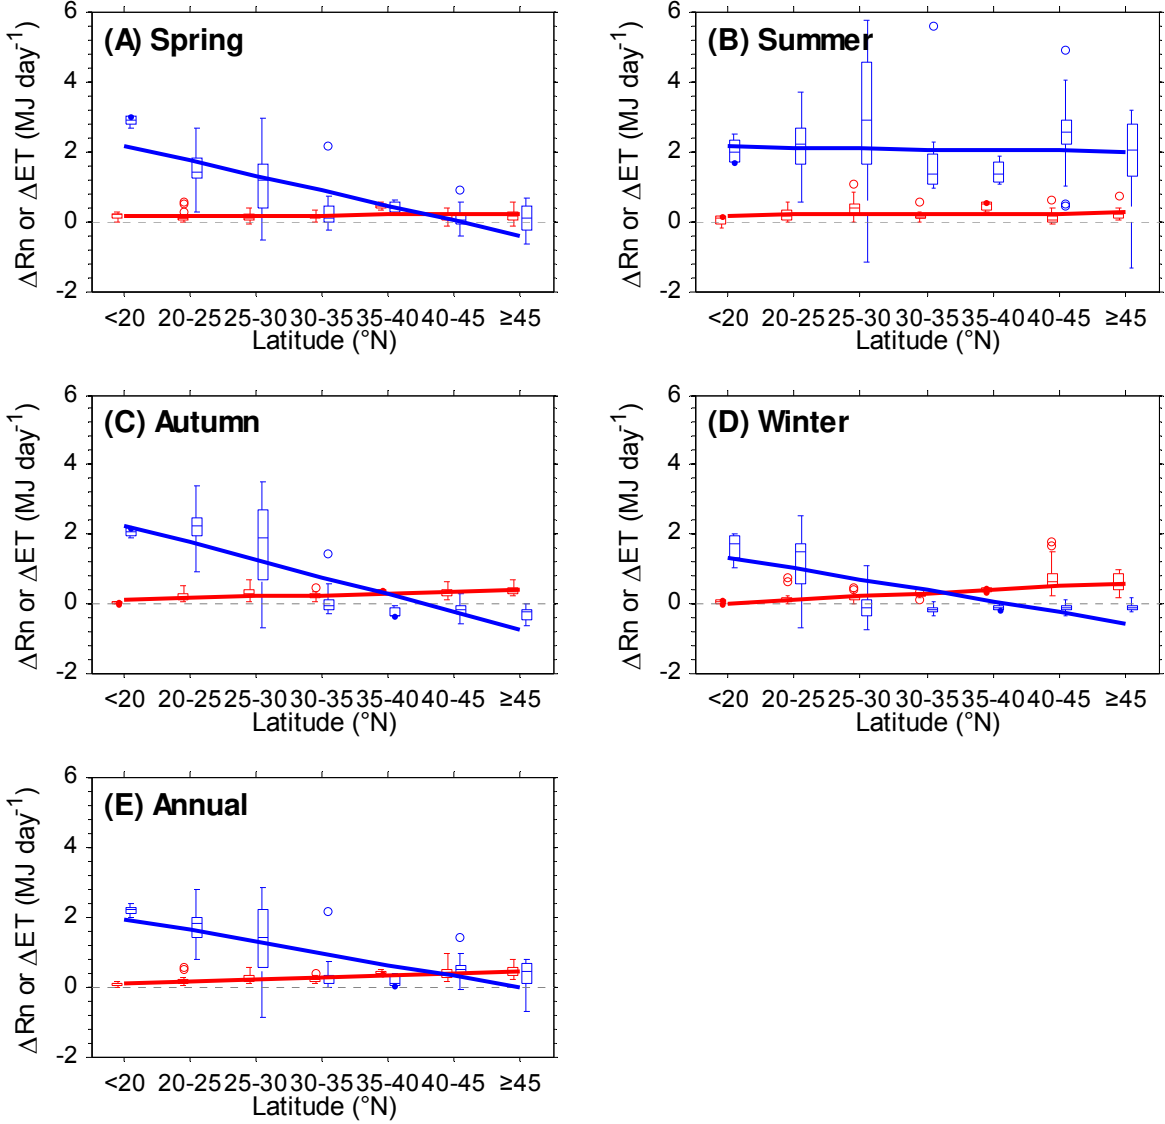 (A) Spring
6
4
2
0
-2
ΔRn or ΔET (MJ day-1)
<20 20-25 25-30 30-35 35-40 40-45 ≥45
Latitude (°N)
(B) Summer
6
4
2
0
-2
ΔRn or ΔET (MJ day-1)
<20 20-25 25-30 30-35 35-40 40-45 ≥45
Latitude (°N)
(C) Autumn
6
4
2
0
-2
ΔRn or ΔET (MJ day-1)
<20 20-25 25-30 30-35 35-40 40-45 ≥45
Latitude (°N)
(D) Winter
6
4
2
0
-2
ΔRn or ΔET (MJ day-1)
<20 20-25 25-30 30-35 35-40 40-45 ≥45
Latitude (°N)
(E) Annual
6
4
2
0
-2
ΔRn or ΔET (MJ day-1)
<20 20-25 25-30 30-35 35-40 40-45 ≥45
Latitude (°N)